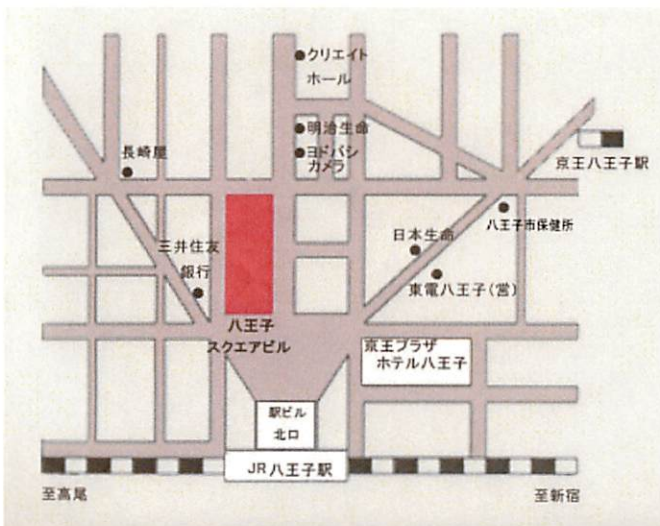 クリエイト
ホール
明治生命
ヨドバシ
カメラ
長崎屋
京王八王子駅
八王子市保健所
日本生命
三井住友
銀行
東電八王子(営)
八王子
スクエアビル
京王プラザ
ホテル八王子
駅ビル
北口
JR八王子駅
至高尾
至新宿